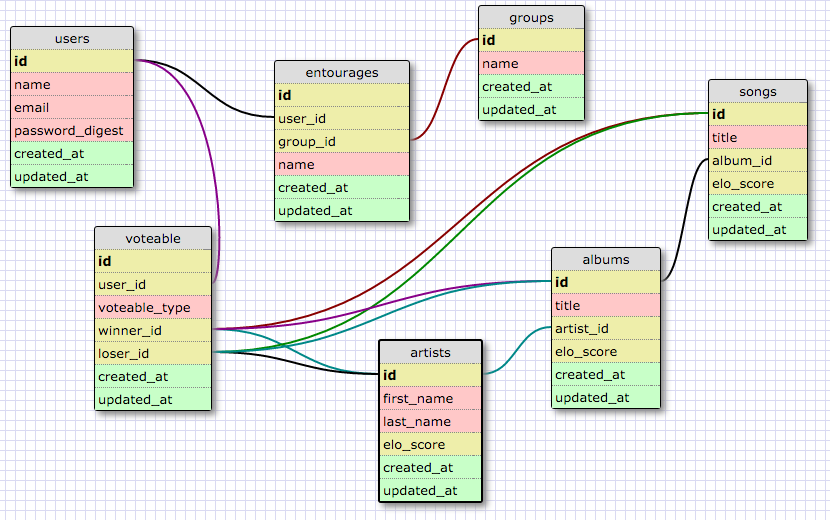 users
id
name
email
password_digest
created_at
updated_at
entourages
id
user_id
group_id
name
created_at
updated_at
groups
id
name
created_at
updated_at
songs
id
title
album_id
elo_score
created_at
updated_at
voteable
id
user_id
voteable_type
winner_id
loser_id
created_at
updated_at
artists
id
first_name
last_name
elo_score
created_at
updated_at
albums
id
title
artist_id
elo_score
created_at
updated_at